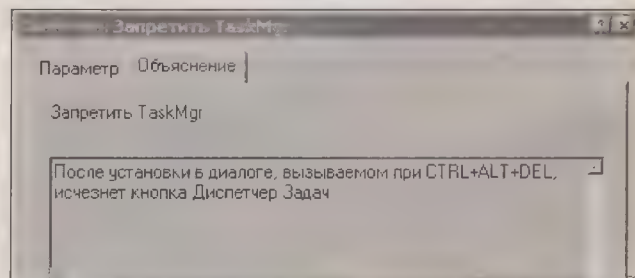 Запретить TaskMgr
Параметр Объяснение
Запретить TaskMgr
После установки в диалоге, вызываемом при CTRL+ALT+DEL,
исчезнет кнопка Диспетчер Задач